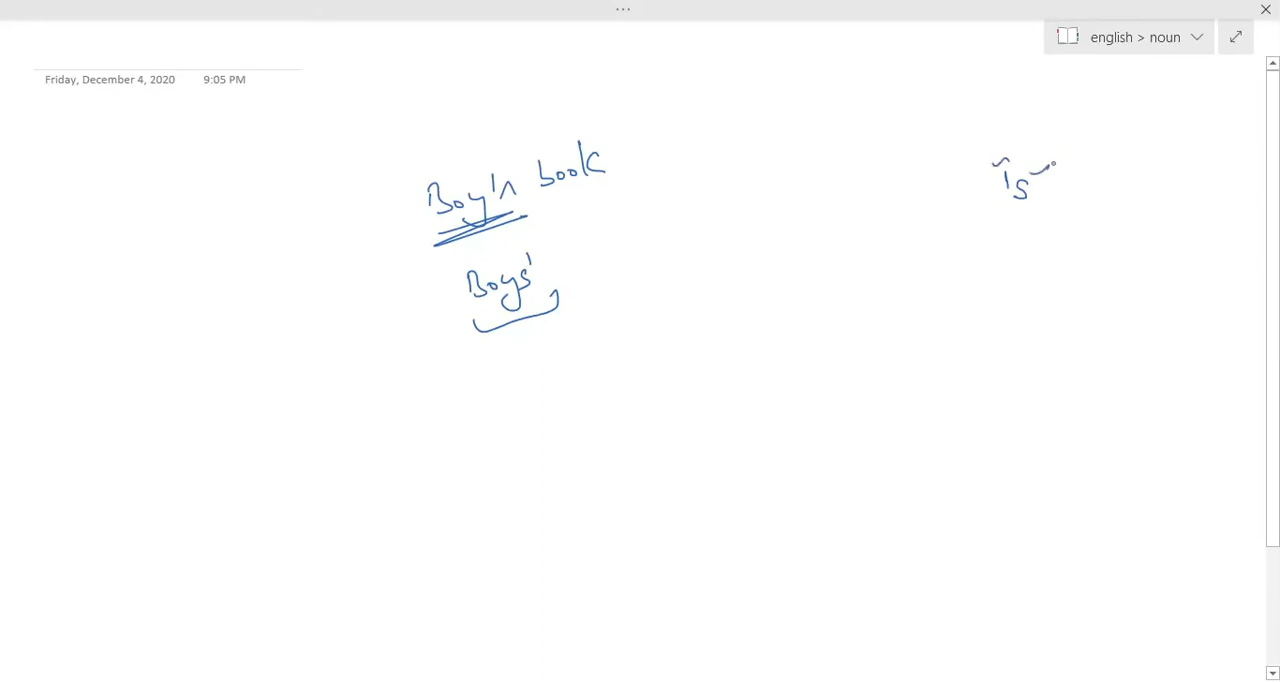 english > noun
Friday, December 4, 2020 9:05 PM
Boy's book
's
Boys'